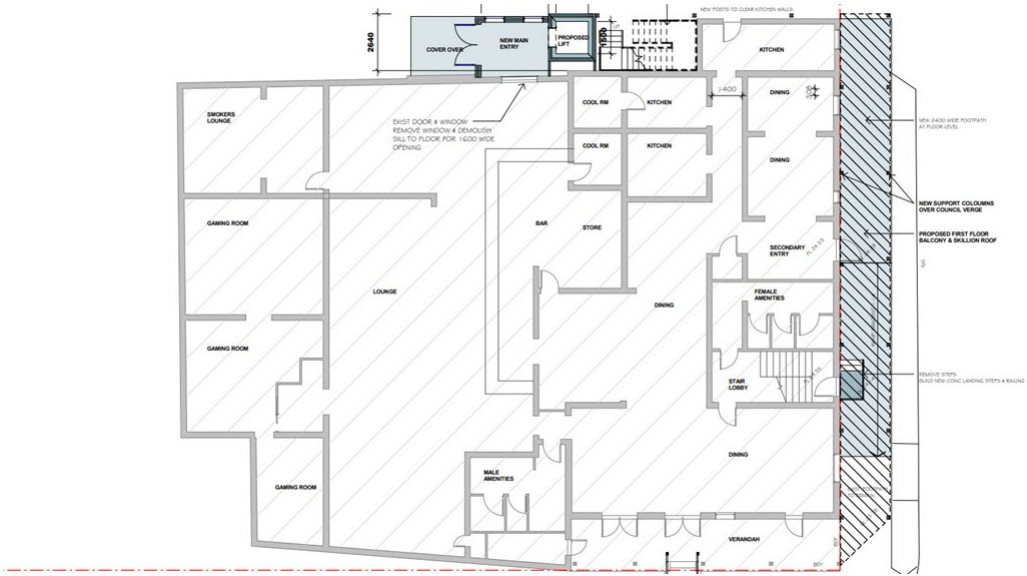 NEW POSTS TO CLEAR KITCHEN WALLS
2640
COVER OVER
NEW MAIN
ENTRY
PROPOSED
LIFT
1500
KITCHEN
SMOKERS
LOUNGE
EXIST DOOR & WINDOW
REMOVE WINDOW & DEMOLISH
SILL TO FLOOR, FOR 1600 WIDE
OPENING
COOL RM
KITCHEN
1400
DINING
COOL RM
KITCHEN
DINING
NEW 2400 WIDE FOOTPATH
AT FLOOR LEVEL
NEW SUPPORT COLOUMNS
OVER COUNCIL VERGE
PROPOSED FIRST FLOOR
BALCONY & SKILLION ROOF
GAMING ROOM
BAR
STORE
SECONDARY
ENTRY
LOUNGE
DINING
FEMALE
AMENITIES
GAMING ROOM
STAIR
LOBBY
REMOVE STEPS
BUILD NEW CONC LANDING STEPS & RAILING
DINING
MALE
AMENITIES
GAMING ROOM
VERANDAH
BDY
BDY